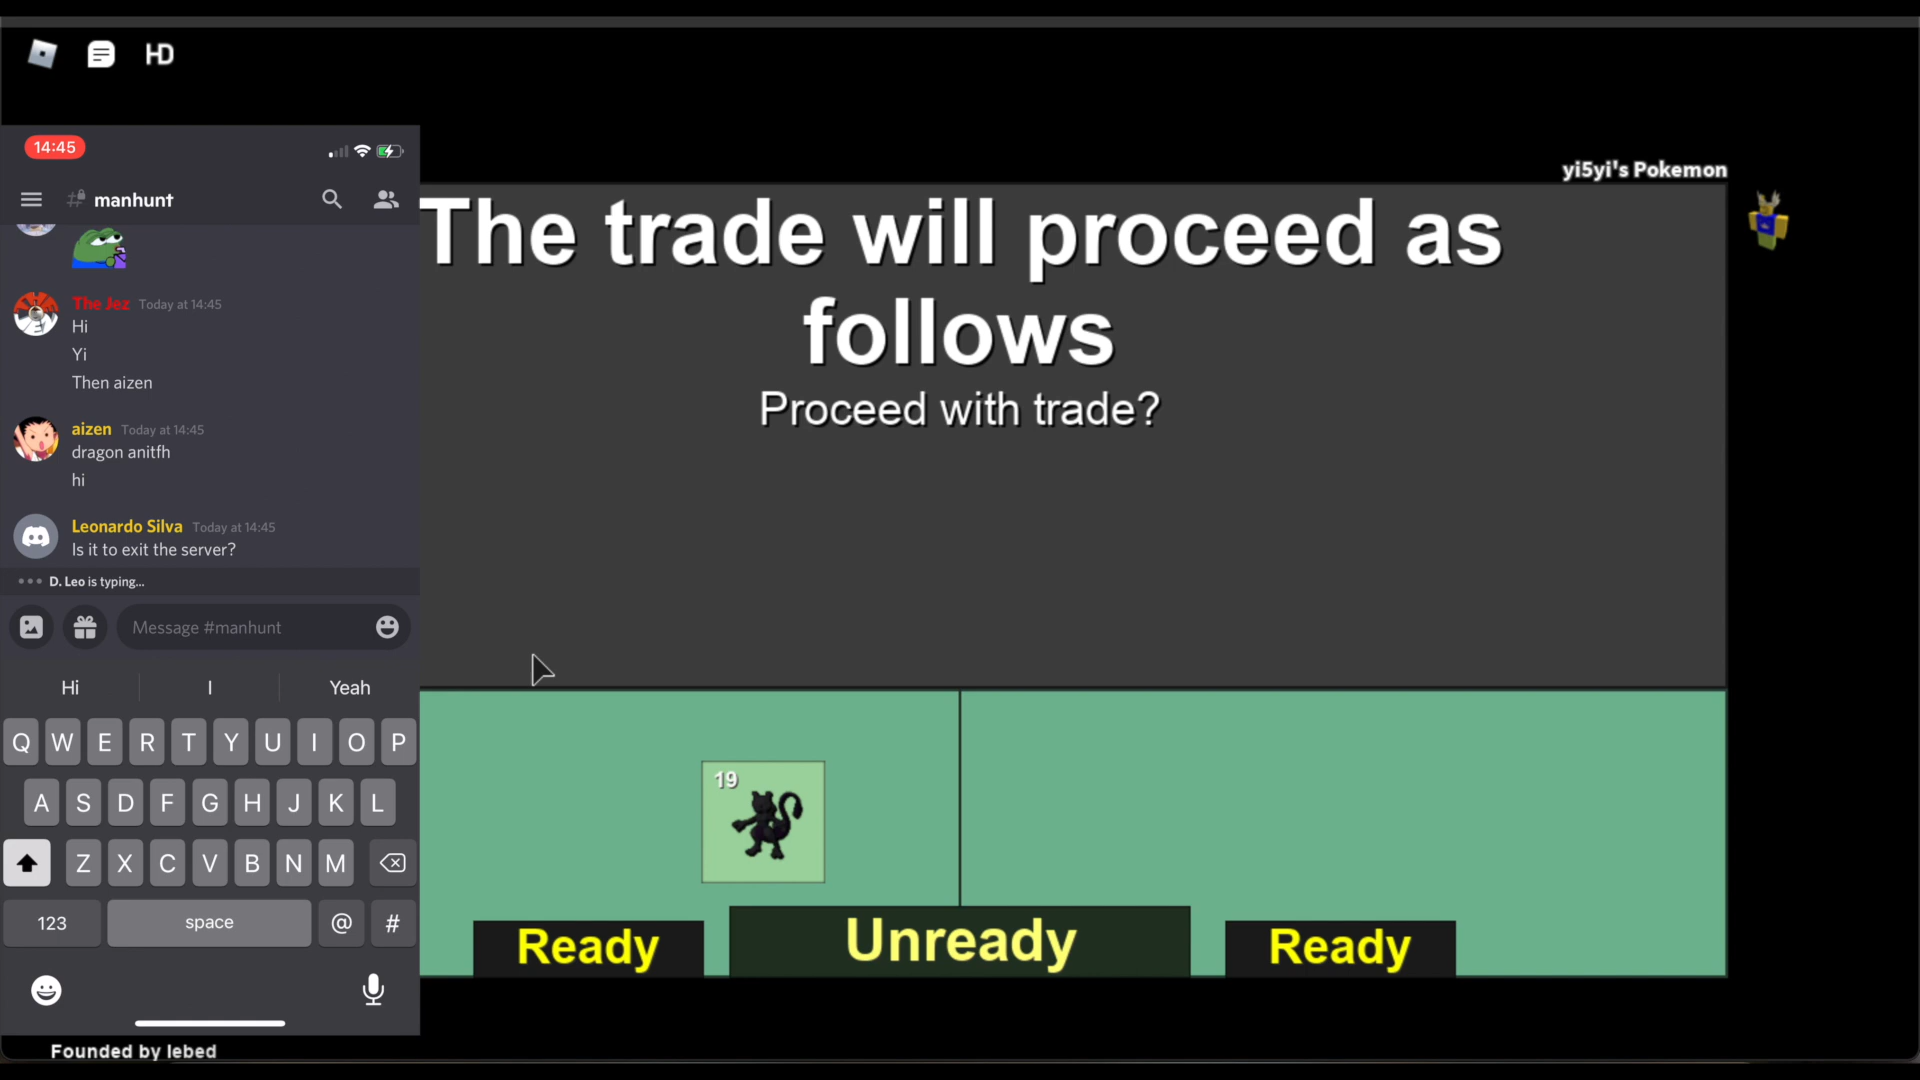 HD
14:45
manhunt
The Jez Today at 14:45
Hi
Yi
Then aizen
aizen Today at 14:45
dragon anitfh
hi
Leonardo Silva Today at 14:45
Is it to exit the server?
D. Leo is typing...
Message #manhunt
Hi I Yeah
Q W E R T Y U I O P
A S D F G H J K L
Z X C V B N M
123 space @ #
Founded by lebed
yi5yi's Pokemon
The trade will proceed as
follows
Proceed with trade?
19
Ready Unready Ready